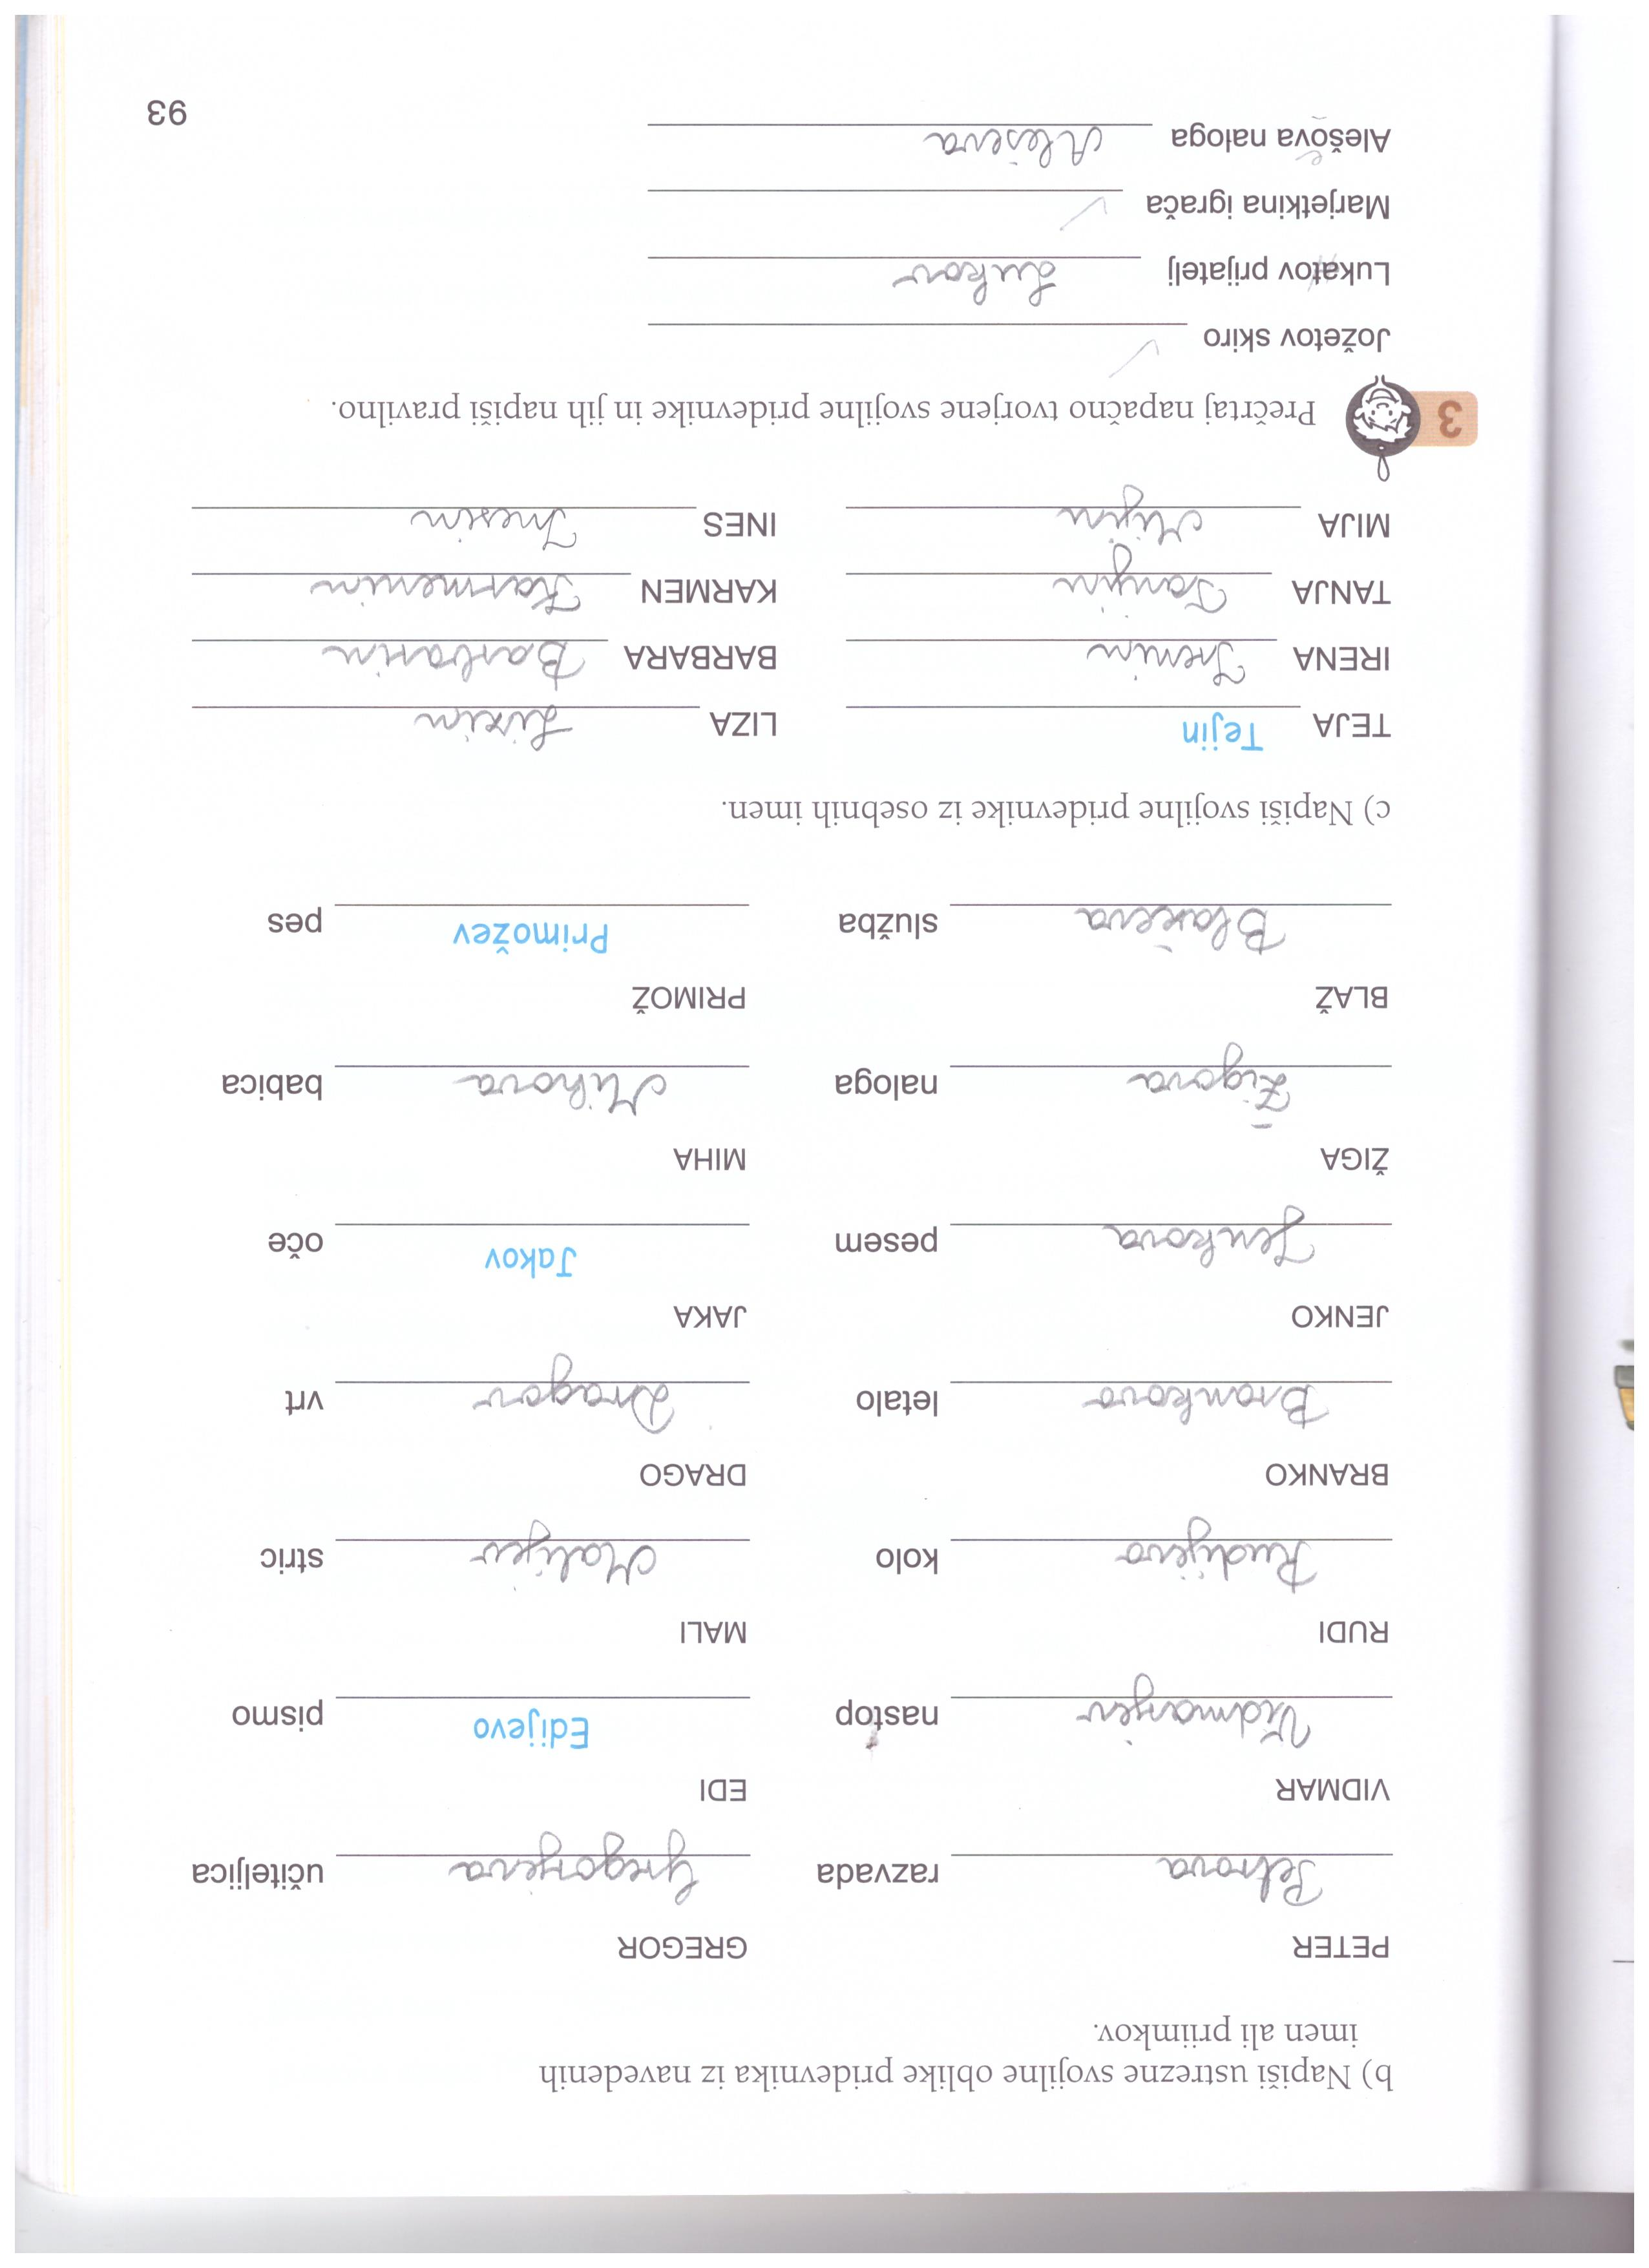 b) Napiši ustrezne svojilne oblike pridevnika iz navedenih
imen ali priimkov.
PETER GREGOR
Petrova razvada Gregorjeva učiteljica
VIDMAR EDI
Vidmarjev nastop Edijevo pismo
RUDI MALI
Rudijevo kolo Malijev stric
BRANKO DRAGO
Brankovo letalo Dragov vrt
JENKO JAKA
Jenkova pesem Jakov oče
ŽIGA MIHA
Žigova naloga Mihova babica
BLAŽ PRIMOŽ
Blaževa služba Primožev pes
c) Napiši svojilne pridevnike iz osebnih imen.
TEJA Tejin LIZA Lizin
IRENA Irenin BARBARA Barbarin
TANJA Tanjin KARMEN Karmenin
MIJA Mijin INES Inesin
3 Prečrtaj napačno tvorjene svojilne pridevnike in jih napiši pravilno.
Jožetov skiro ✓
Lukatov prijatelj Lukov
Marjetkina igrača ✓
Alešova naloga e Aleševa
93